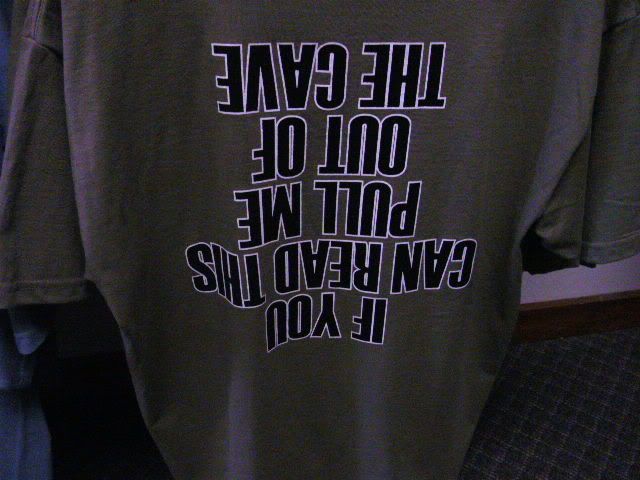 IF YOU
CAN READ THIS
PULL ME
OUT OF
THE CAVE